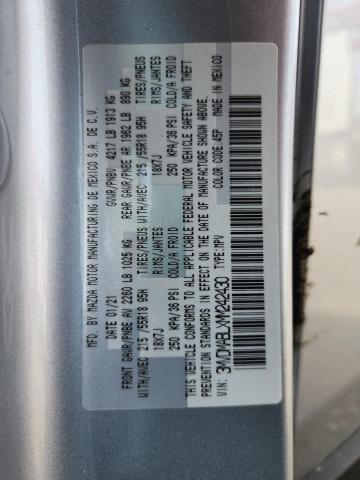 MFD. BY MAZDA MOTOR MANUFACTURING DE MEXICO S.A. DE C.V.
DATE: 01/21 GVWR/PNBV 4217 LB 1913 KG
FRONT GAWR/PNBE AV 2260 LB 1025 KG REAR GAWR/PNBE AR 1962 LB 890 KG
WITH/AVEC 215 /55R18 95H TIRES/PNEUS WITH/AVEC 215 /55R18 95H TIRES/PNEUS
18X7J RIMS/JANTES 18X7J RIMS/JANTES
250 KPA/36 PSI COLD/A FROID 250 KPA/36 PSI COLD/A FROID
THIS VEHICLE CONFORMS TO ALL APPLICABLE FEDERAL MOTOR VEHICLE SAFETY AND BUMPER
STANDARDS IN EFFECT ON THE DATE OF MANUFACTURE SHOWN ABOVE.
VIN: TYPE: MPV COLOR CODE: 45P MADE IN MEXICO